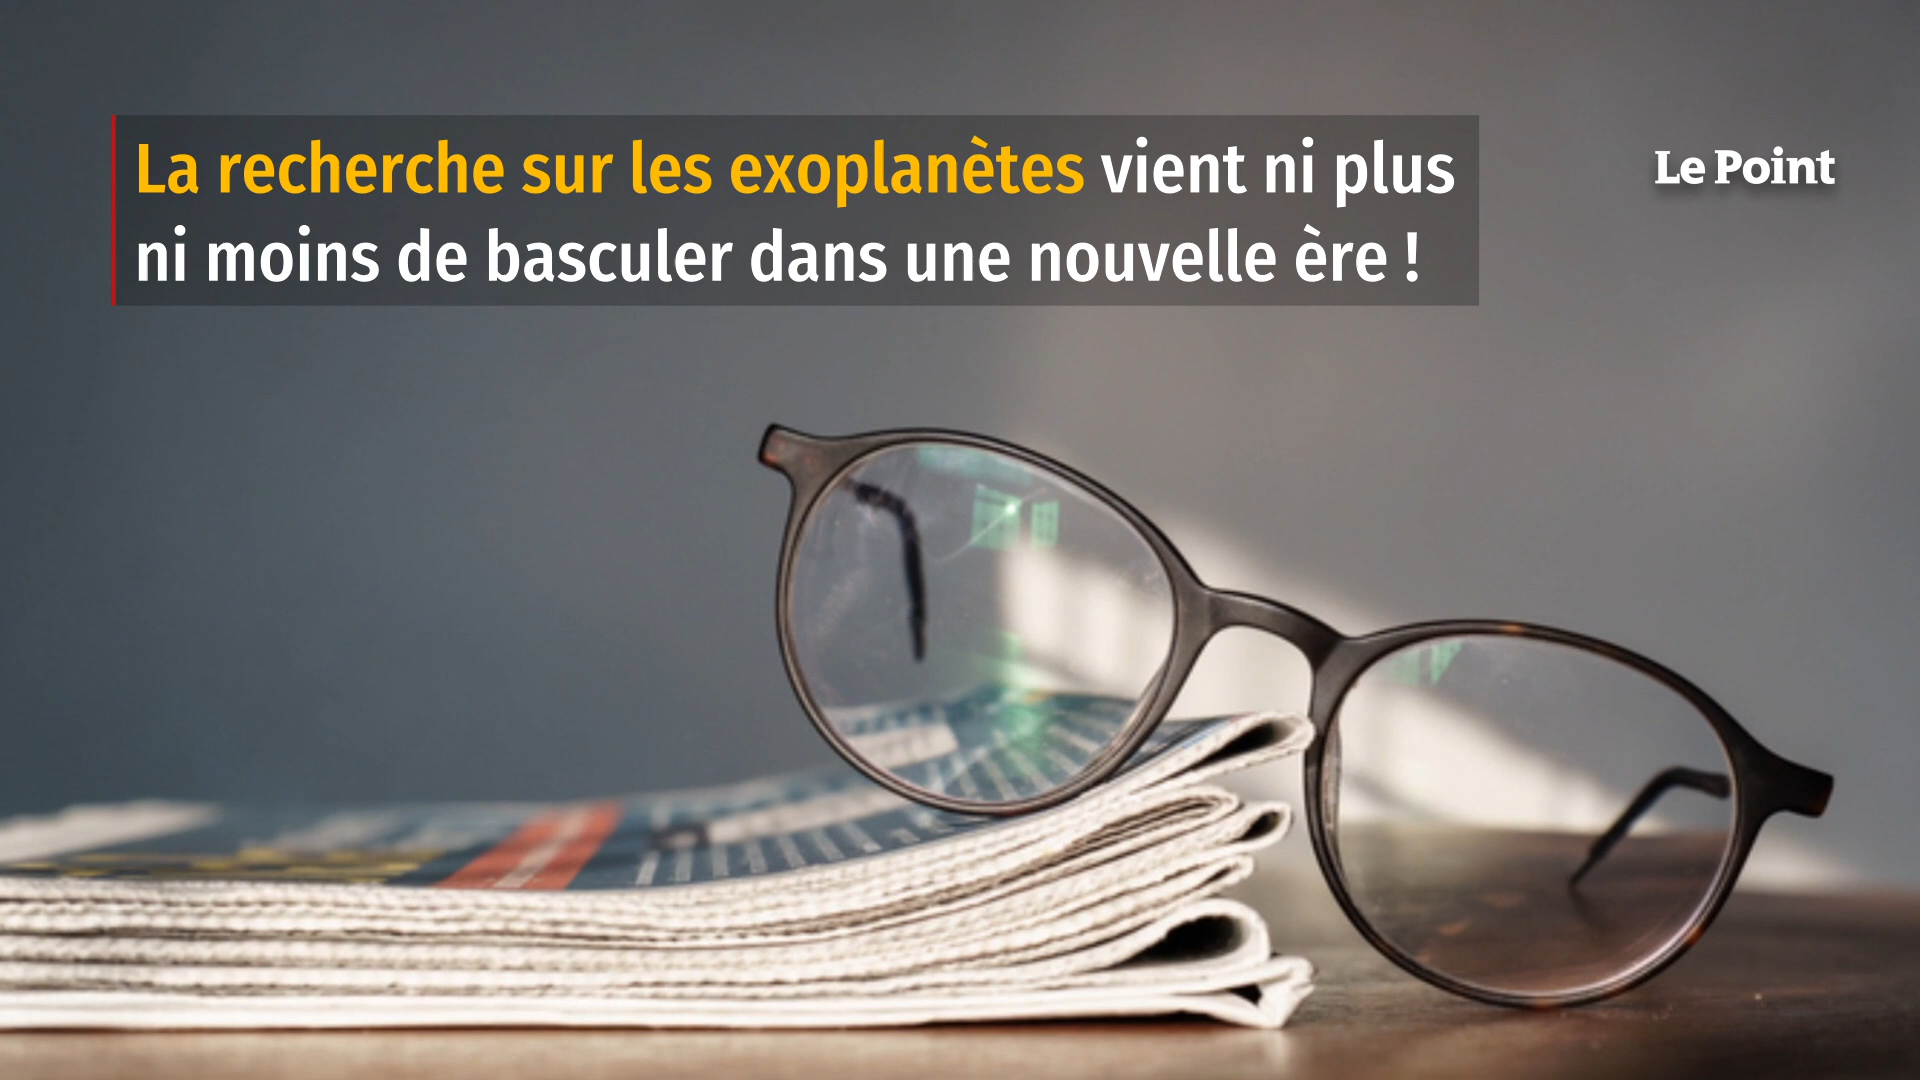 La recherche sur les exoplanètes vient ni plus
ni moins de basculer dans une nouvelle ère !
Le Point